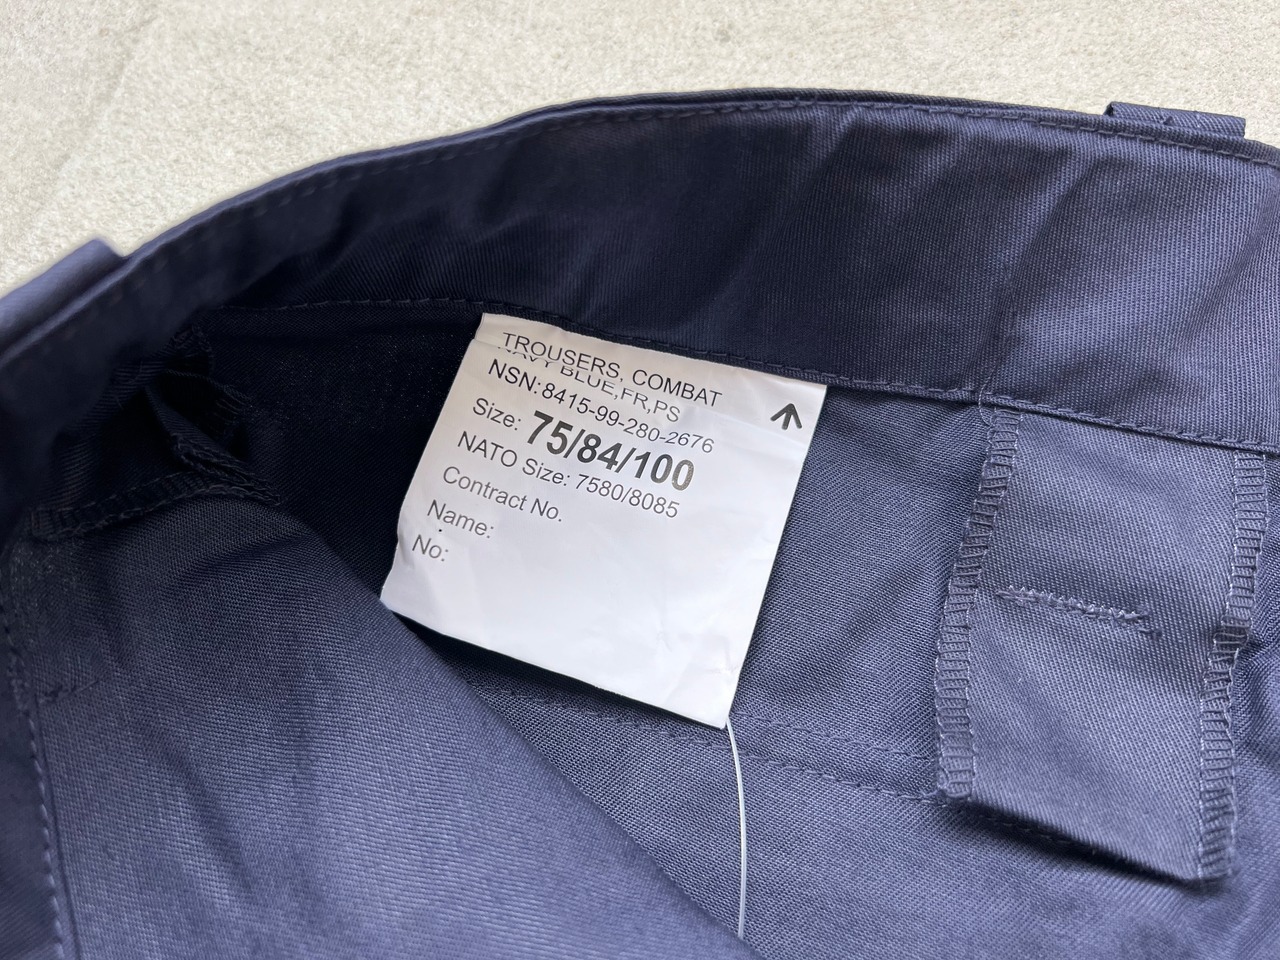 TROUSERS, COMBAT
NAVY BLUE,FR,PS
NSN:8415-99-280-2676
Size: 75/84/100
NATO Size: 7580/8085
Contract No.
Name:
No: